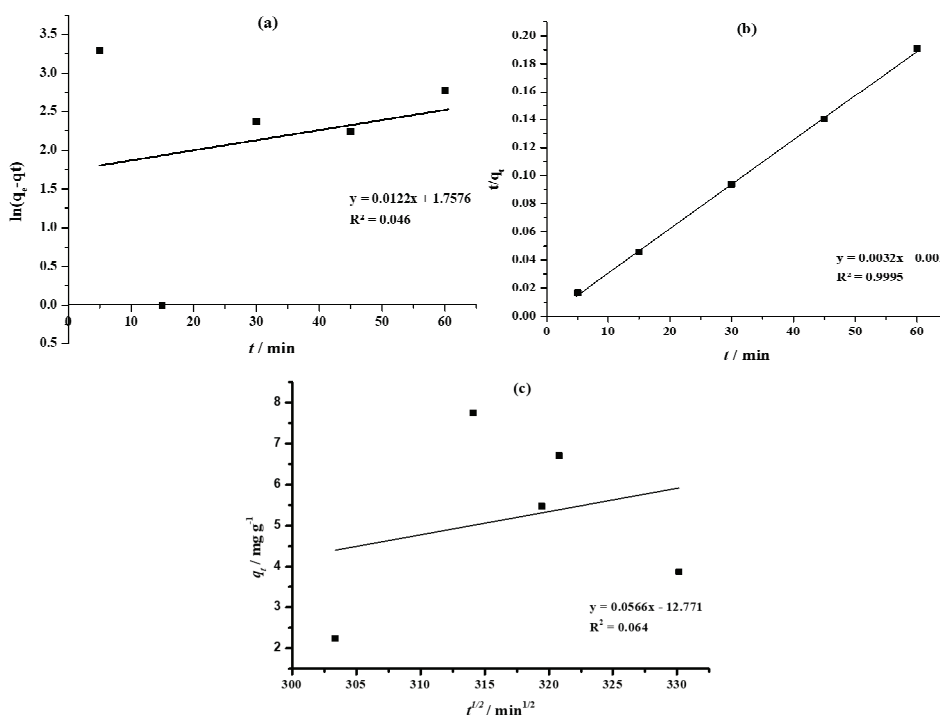 (a)
3.5
3.0
2.5
2.0
1.5
1.0
0.5
0.0
0.5
ln(qe-qt)
0 10 20 30 40 50 60
t / min
y = 0.0122x + 1.7576
R² = 0.046
(b)
0.20
0.18
0.16
0.14
0.12
0.10
0.08
0.06
0.04
0.02
0.00
t/qt
0 10 20 30 40 50 60
t / min
y = 0.0032x 0.00
R² = 0.9995
(c)
8
7
6
5
4
3
2
qt / mg g-1
300 305 310 315 320 325 330
t1/2 / min1/2
y = 0.0566x - 12.771
R2 = 0.064